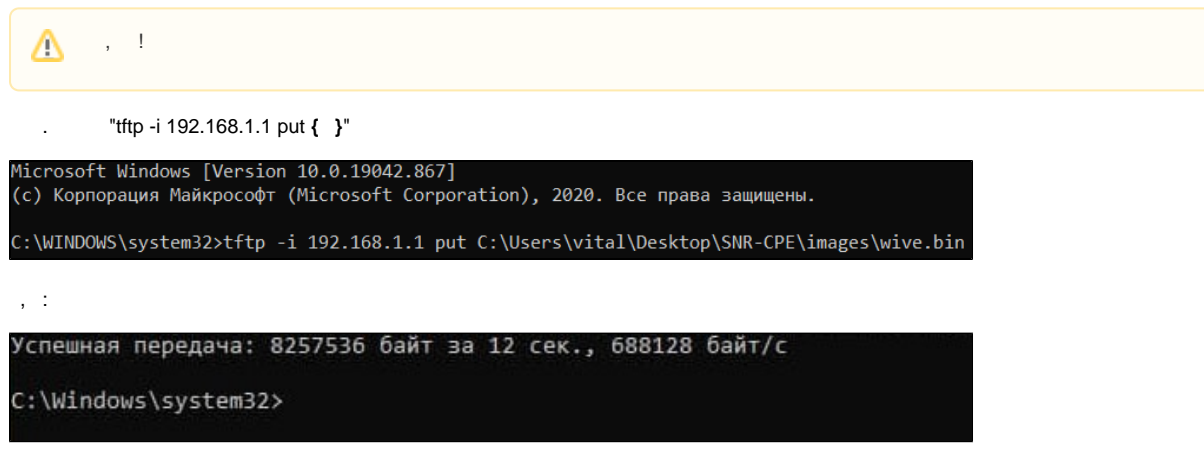 , !
. "tftp -i 192.168.1.1 put { }"
Microsoft Windows [Version 10.0.19042.867]
(c) Корпорация Майкрософт (Microsoft Corporation), 2020. Все права защищены.
C:\WINDOWS\system32>tftp -i 192.168.1.1 put C:\Users\vital\Desktop\SNR-CPE\images\wive.bin
, :
Успешная передача: 8257536 байт за 12 сек., 688128 байт/с
C:\Windows\system32>